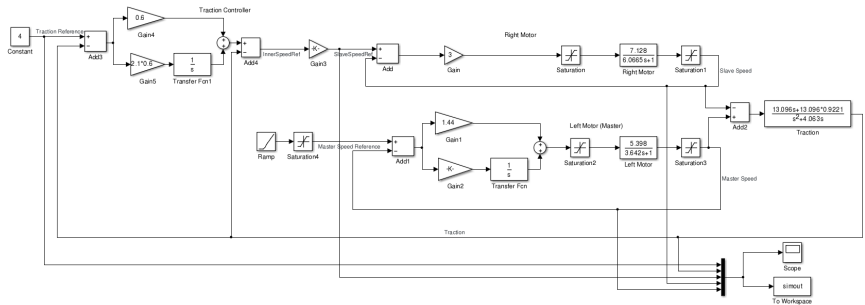 Traction Controller
0.6
Gain4
Traction Reference
4
Constant
Add3
2.1*0.6
Gain5
1
s
Transfer Fcn1
Add4
InnerSpeedRef
-K-
Gain3
SlaveSpeedRef
Add
3
Gain
Right Motor
Saturation
7.128
6.0665s+1
Right Motor
Saturation1
Slave Speed
Add2
13.096s+13.096*0.9221
s²+4.063s
Traction
Ramp
Saturation4
Master Speed Reference
Add1
1.44
Gain1
-K-
Gain2
1
s
Transfer Fcn
Left Motor (Master)
Saturation2
5.398
3.642s+1
Left Motor
Saturation3
Master Speed
Traction
Scope
simout
To Workspace